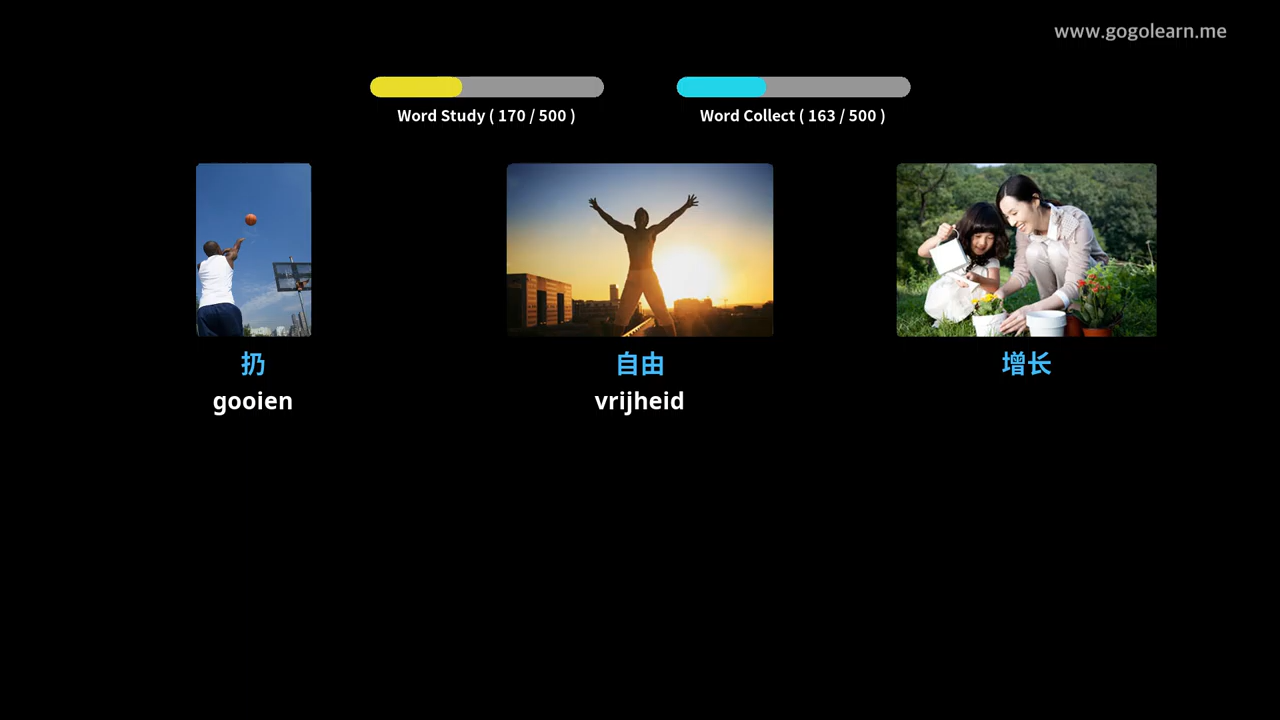 www.gogolearn.me
Word Study ( 170 / 500 )
Word Collect ( 163 / 500 )
扔
自由
增长
gooien
vrijheid